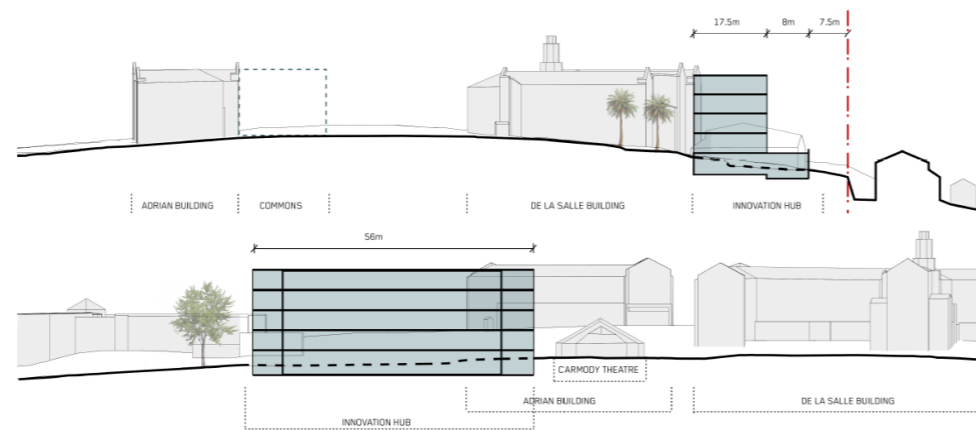 17.5m 8m 7.5m
ADRIAN BUILDING COMMONS DE LA SALLE BUILDING INNOVATION HUB
56m
CARMODY THEATRE
ADRIAN BUILDING DE LA SALLE BUILDING
INNOVATION HUB